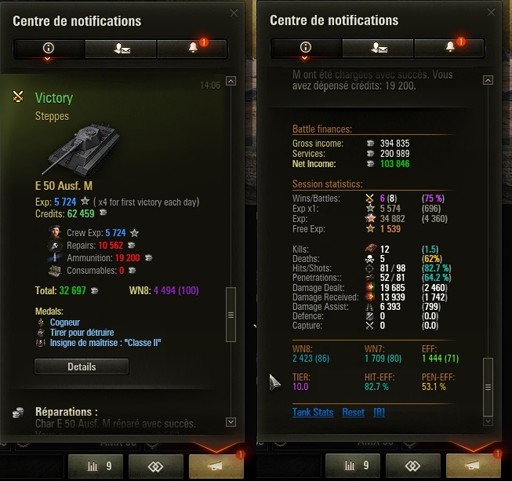 Centre de notifications
1
14:06
Victory
Steppes
E 50 Ausf. M
Exp: 5 724 ( x4 for first victory each day)
Credits: 62 459
Crew Exp: 5 724
Repairs: 10 562
Ammunition: 19 200
Consumables: 0
Total: 32 697 WN8: 4 494 (100)
Medals:
Cogneur
Tirer pour détruire
Insigne de maîtrise : "Classe II"
Details
Réparations :
Char E 50 Ausf. M réparé avec succès.
9
1
Centre de notifications
1
M ont été chargées avec succès. Vous
avez dépensé crédits: 19 200.
Battle finances:
Gross income: 394 835
Services: 290 989
Net Income: 103 846
Session statistics:
Wins/Battles: 6 (8) (75 %)
Exp x1: 5 574 (696)
Exp: 34 882 (4 360)
Free Exp: 1 539
Kills: 12 (1.5)
Deaths: 5 (62%)
Hits/Shots: 81 / 98 (82.7 %)
Penetrations: 52 / 81 (64.2 %)
Damage Dealt: 19 685 (2 460)
Damage Received: 13 939 (1 742)
Damage Assist: 6 393 (799)
Defence: 0 (0.0)
Capture: 0 (0.0)
WN8: WN7: EFF:
2 423 (86) 1 709 (80) 1 444 (71)
TIER: HIT-EFF: PEN-EFF:
10.0 82.7 % 53.1 %
Tank Stats Reset [R]
9
1